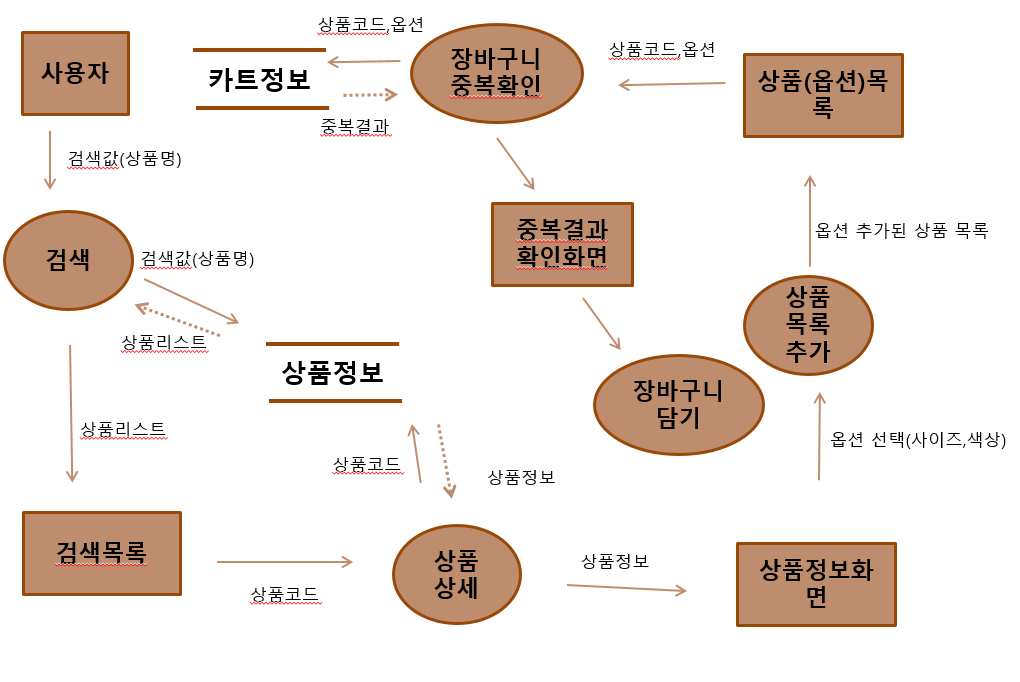 상품코드,옵션
사용자
카트정보
장바구니
중복확인
상품코드,옵션
상품(옵션)목
록
중복결과
검색값(상품명)
중복결과
확인화면
옵션 추가된 상품 목록
검색
검색값(상품명)
상품
목록
추가
상품리스트
상품정보
장바구니
담기
상품리스트
옵션 선택(사이즈,색상)
상품코드
상품정보
검색목록
상품
상세
상품정보
상품정보화
면
상품코드